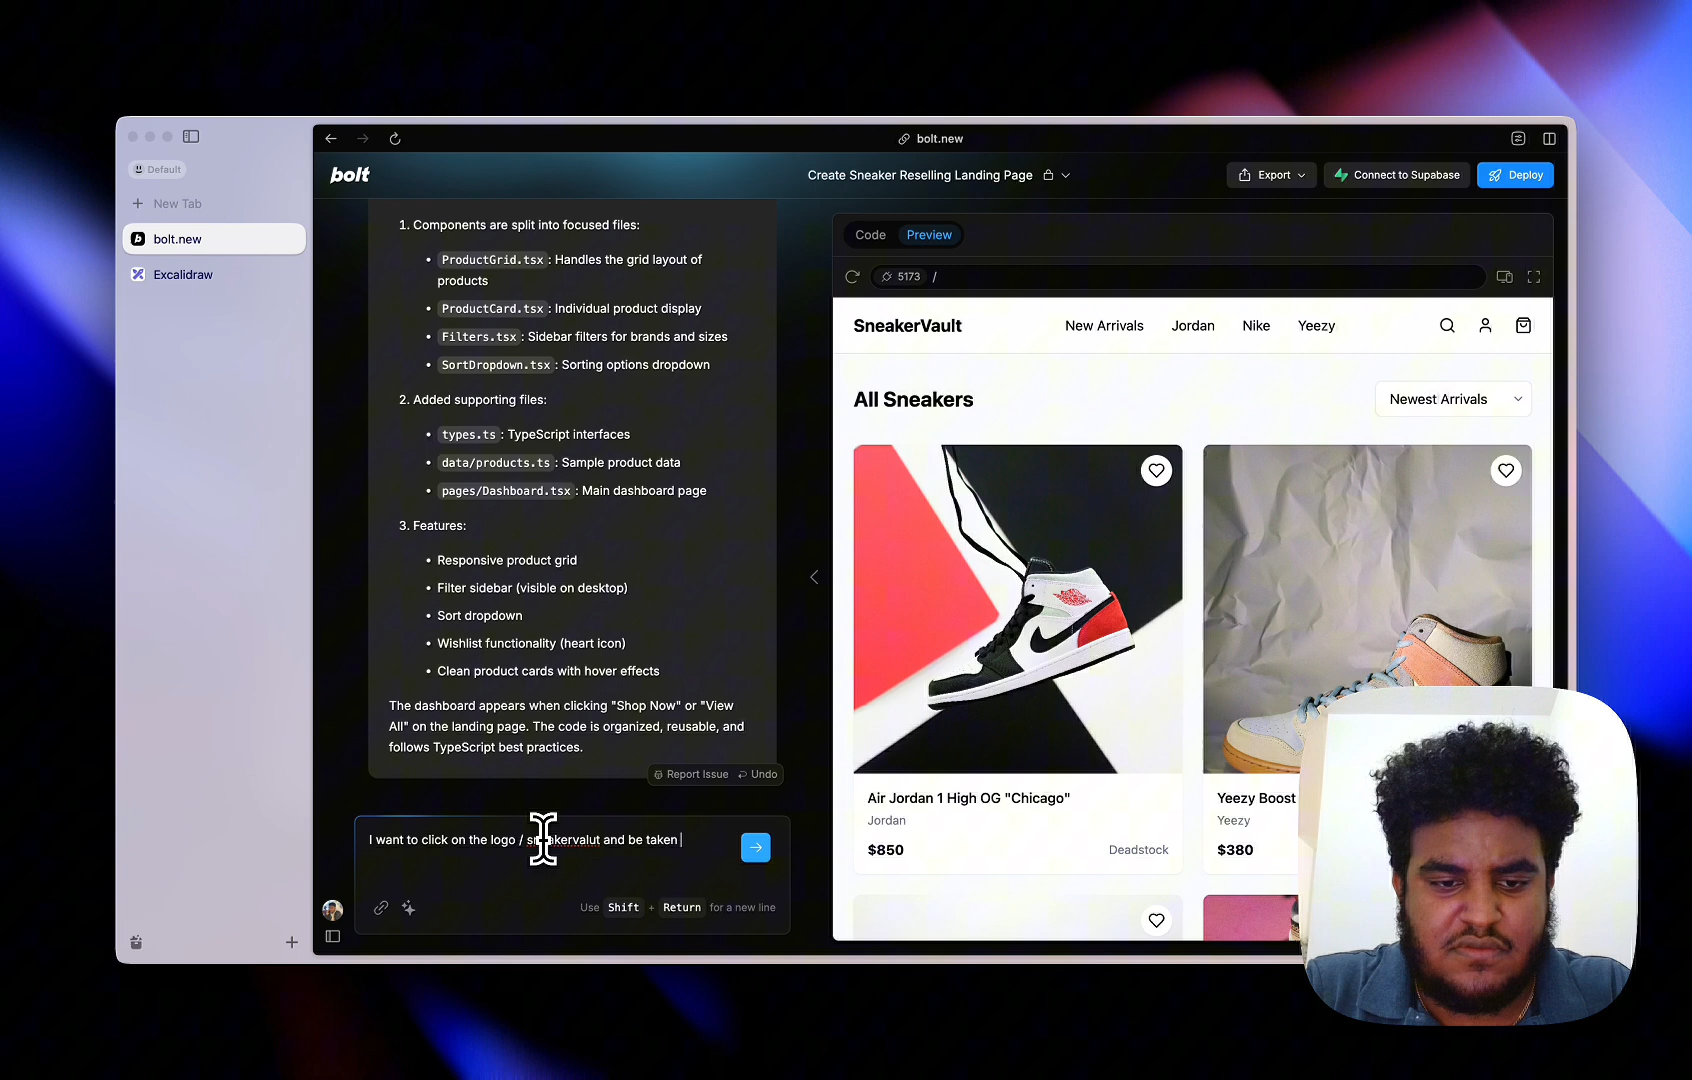 Default
New Tab
bolt.new
Excalidraw
bolt.new
bolt
Create Sneaker Reselling Landing Page
Export
Connect to Supabase
Deploy
1. Components are split into focused files:
• ProductGrid.tsx : Handles the grid layout of
products
• ProductCard.tsx : Individual product display
• Filters.tsx : Sidebar filters for brands and sizes
• SortDropdown.tsx : Sorting options dropdown
2. Added supporting files:
• types.ts : TypeScript interfaces
• data/products.ts : Sample product data
• pages/Dashboard.tsx : Main dashboard page
3. Features:
• Responsive product grid
• Filter sidebar (visible on desktop)
• Sort dropdown
• Wishlist functionality (heart icon)
• Clean product cards with hover effects
The dashboard appears when clicking "Shop Now" or "View
All" on the landing page. The code is organized, reusable, and
follows TypeScript best practices.
Report Issue Undo
I want to click on the logo / sneakervalut and be taken
Use Shift + Return for a new line
Code Preview
5173 /
SneakerVault
New Arrivals Jordan Nike Yeezy
All Sneakers
Newest Arrivals
Air Jordan 1 High OG "Chicago"
Jordan
$850 Deadstock
Yeezy Boost
Yeezy
$380